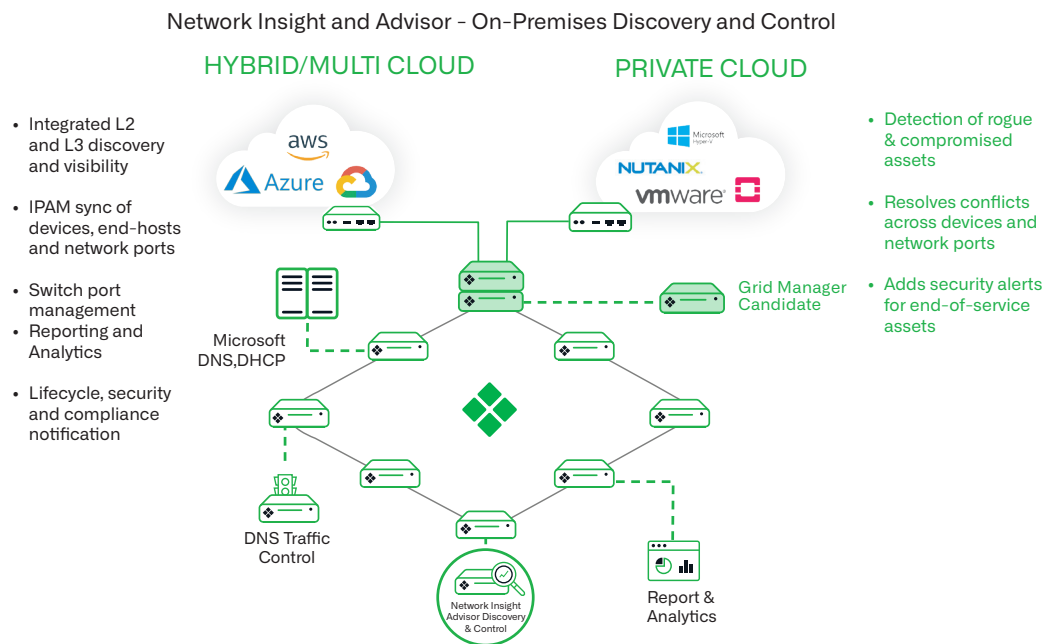 Network Insight and Advisor - On-Premises Discovery and Control
HYBRID/MULTI CLOUD
PRIVATE CLOUD
• Integrated L2
and L3 discovery
and visibility
• IPAM sync of
devices, end-hosts
and network ports
• Switch port
management
• Reporting and
Analytics
• Lifecycle, security
and compliance
notification
aws
Azure
Microsoft
Hyper-V
NUTANIX
vmware®
• Detection of rogue
& compromised
assets
• Resolves conflicts
across devices and
network ports
• Adds security alerts
for end-of-service
assets
Grid Manager
Candidate
Microsoft
DNS,DHCP
DNS Traffic
Control
Network Insight
Advisor Discovery
& Control
Report &
Analytics